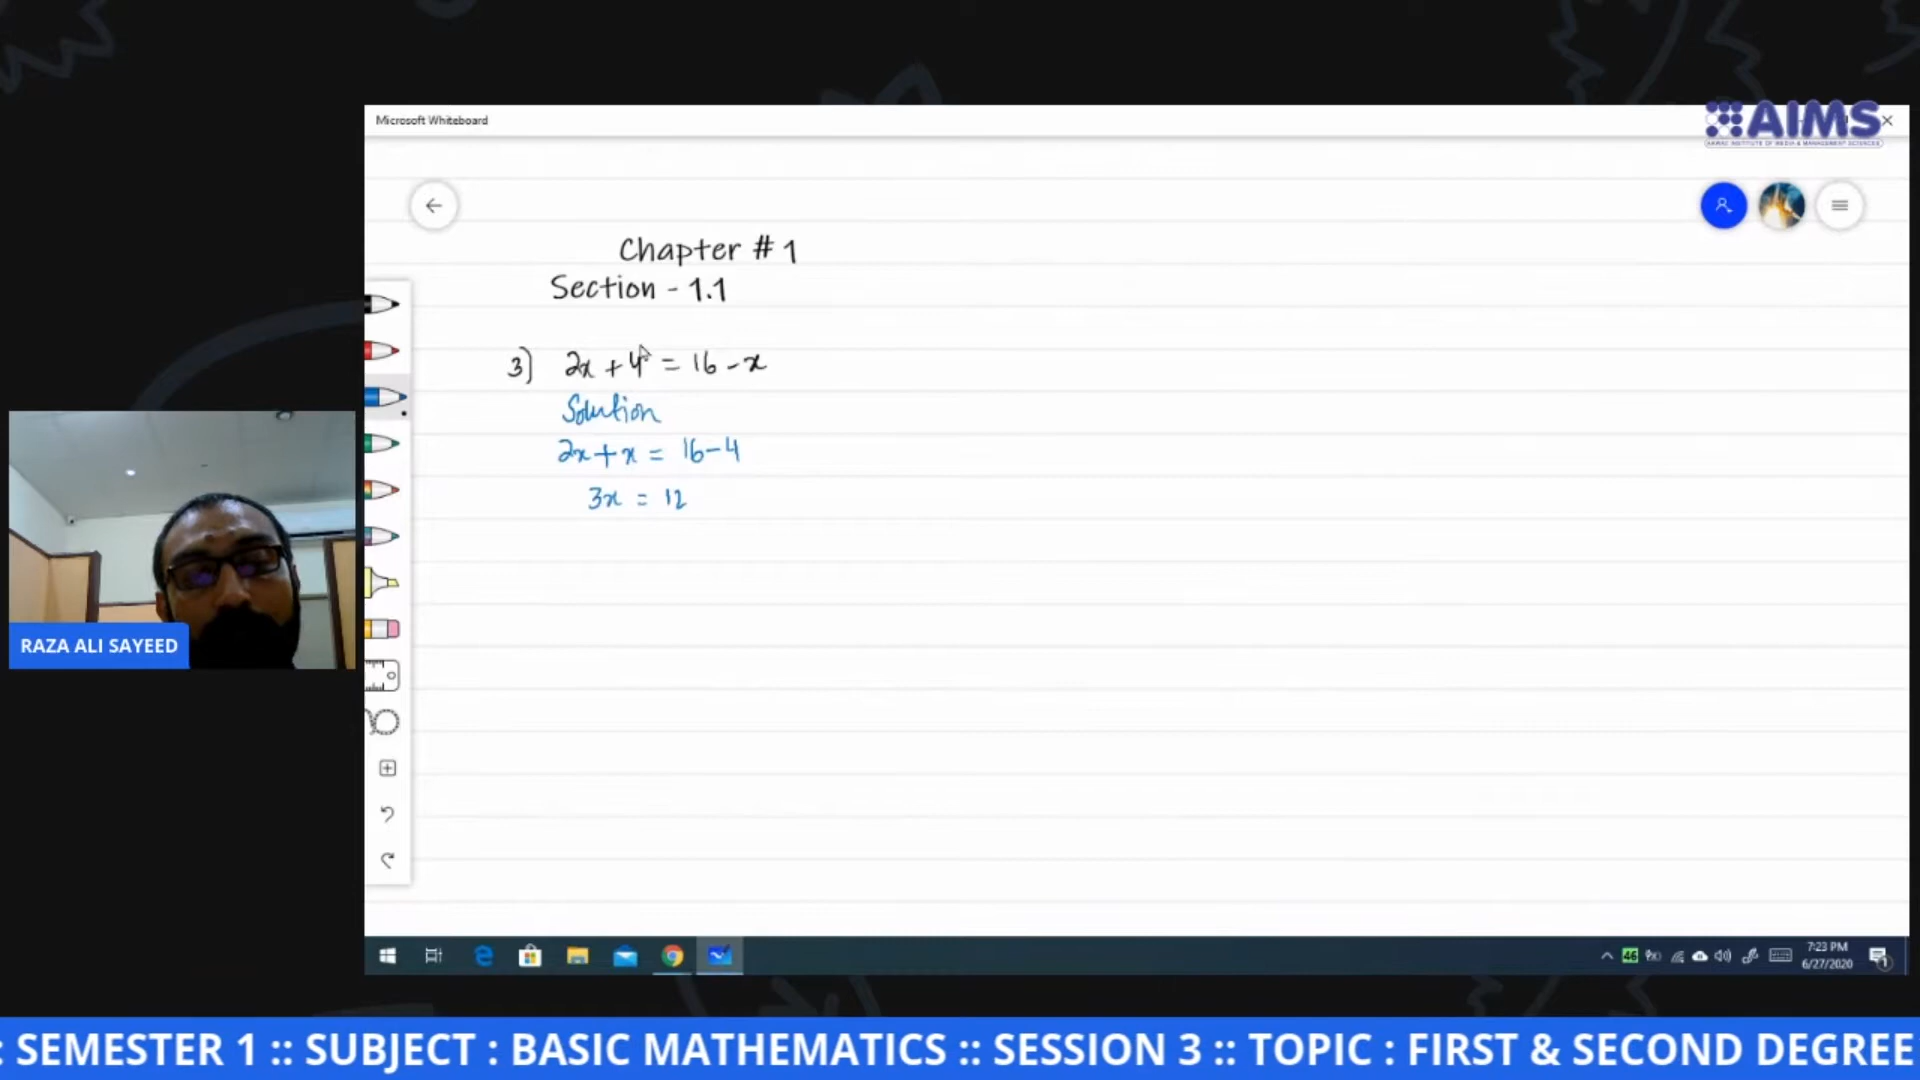 Microsoft Whiteboard
AIMS
Chapter # 1
Section - 1.1
3) 2x + 4 = 16 - x
Solution
2x + x = 16 - 4
3x = 12
RAZA ALI SAYEED
46
7:23 PM
6/27/2020
1
: SEMESTER 1 :: SUBJECT : BASIC MATHEMATICS :: SESSION 3 :: TOPIC : FIRST & SECOND DEGREE